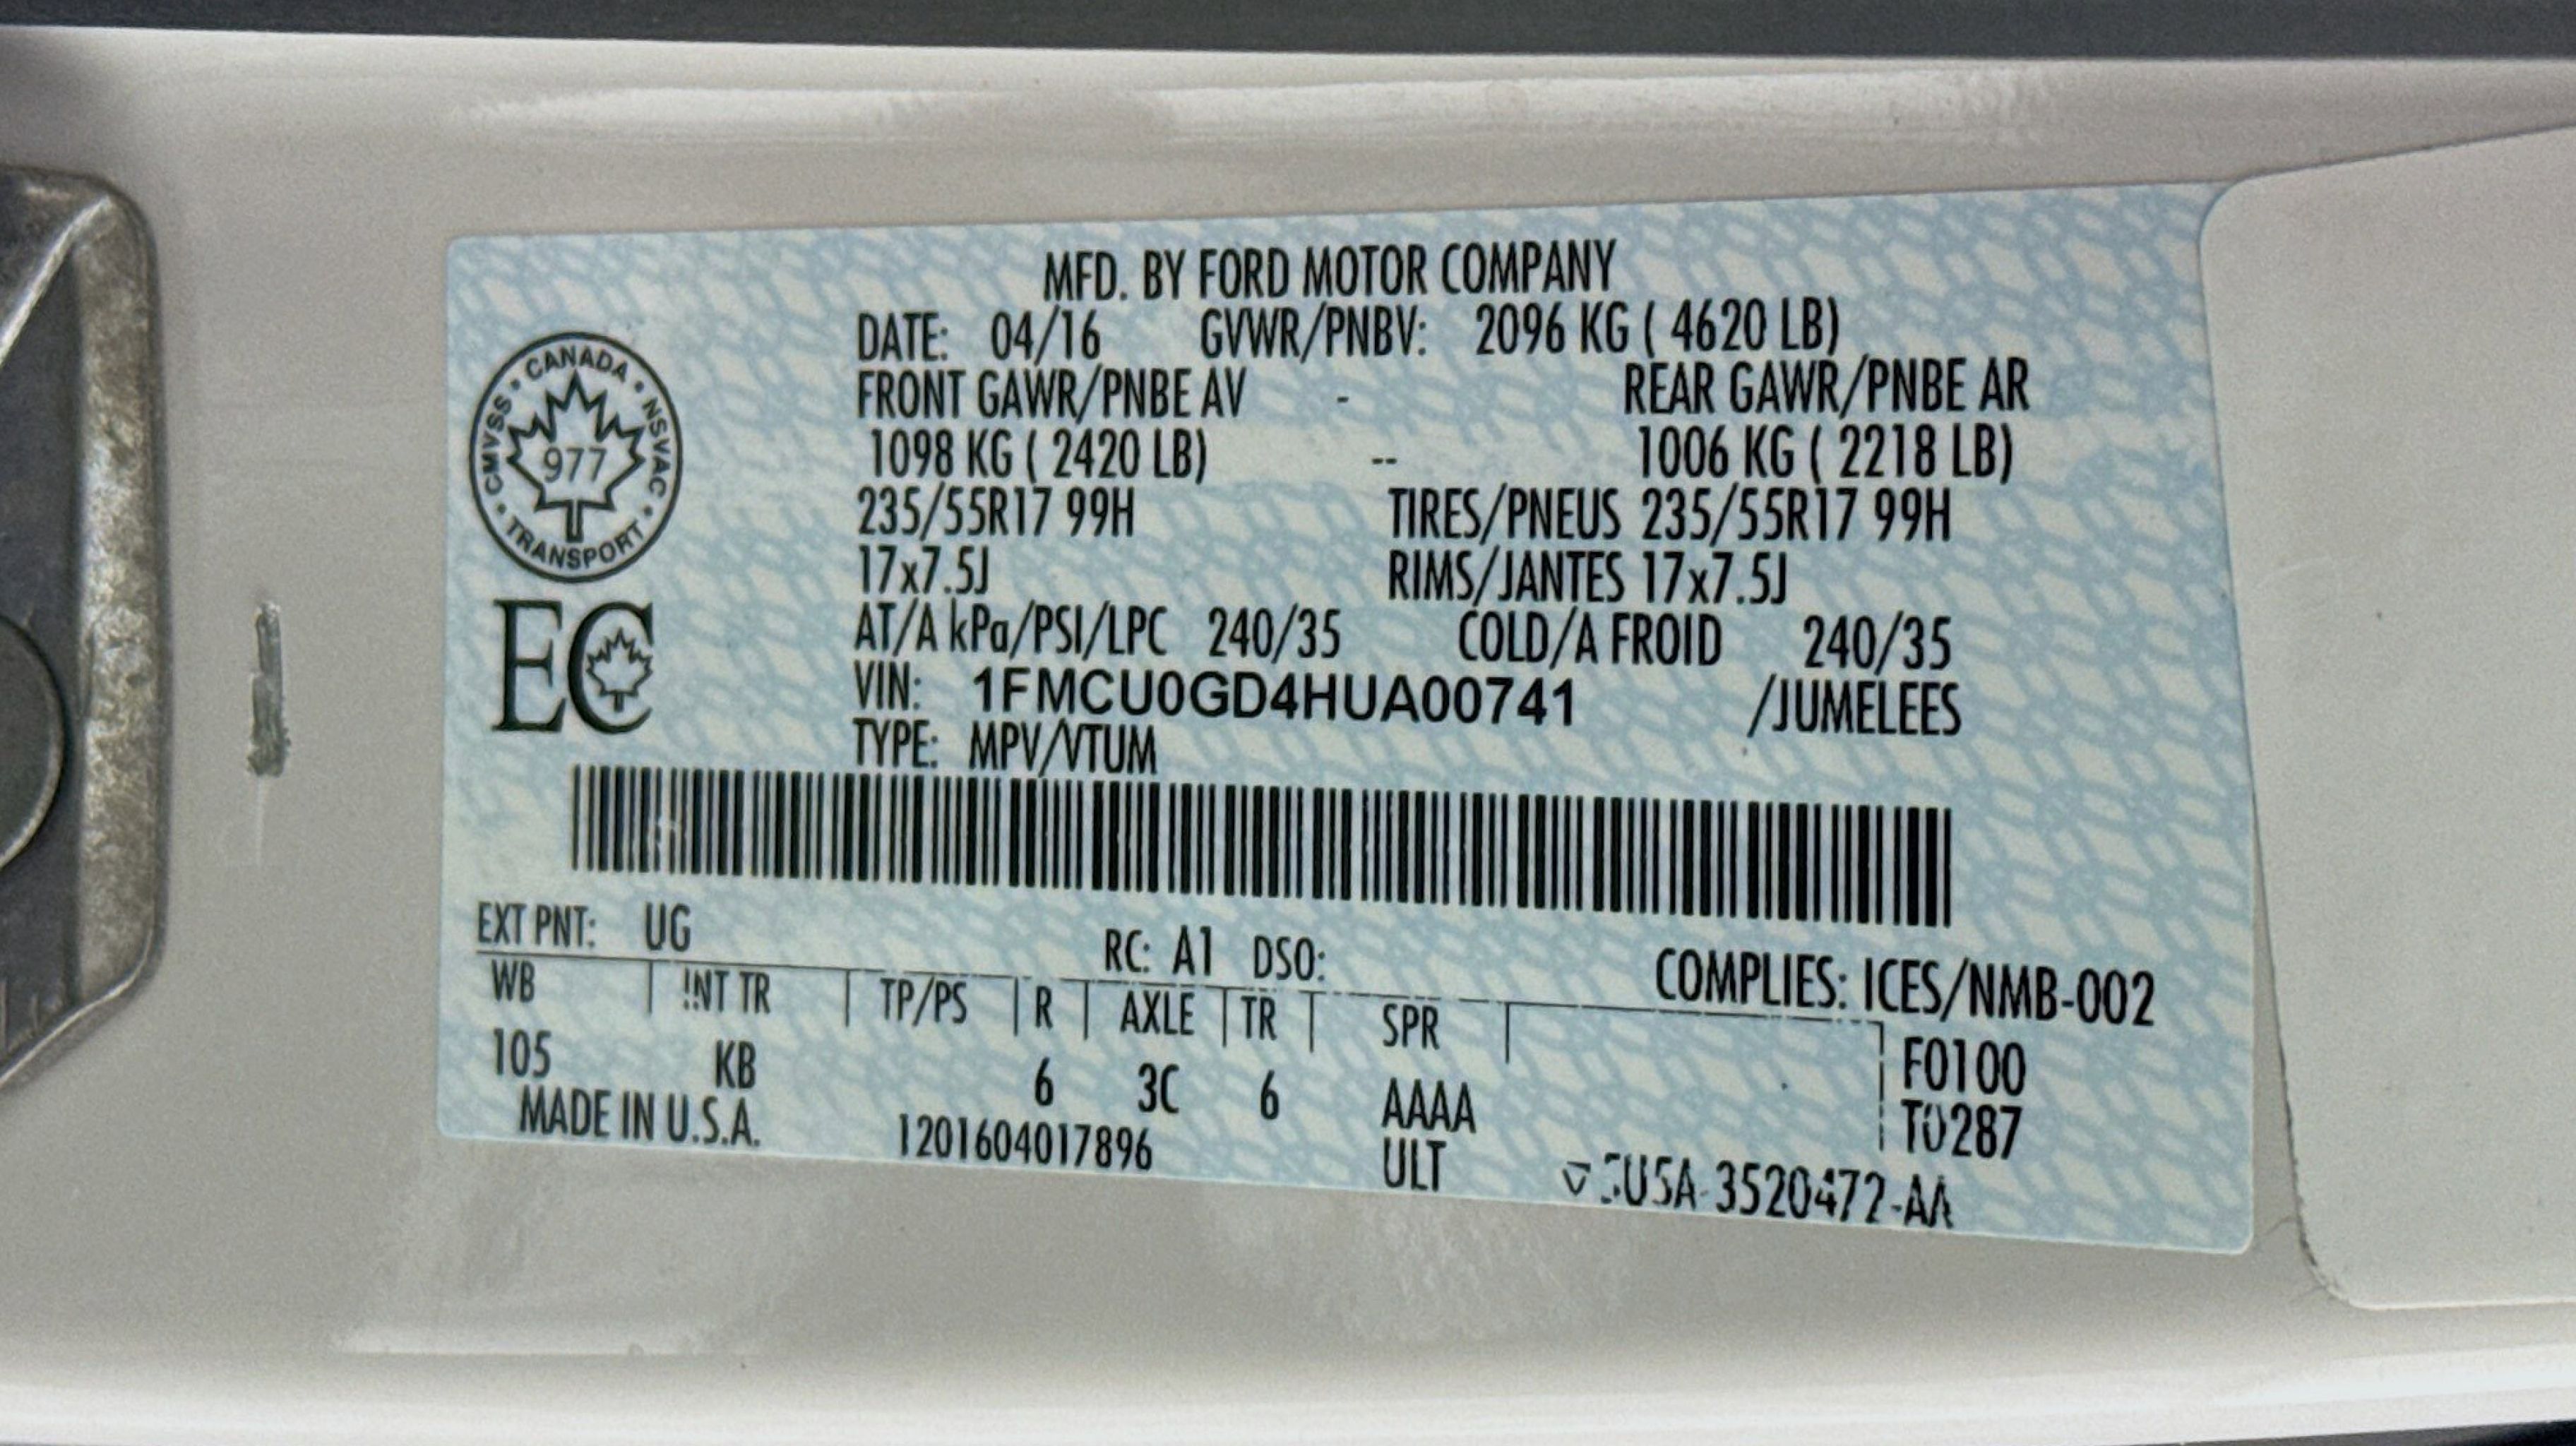 MFD. BY FORD MOTOR COMPANY
DATE: 04/16 GVWR/PNBV: 2096 KG ( 4620 LB)
FRONT GAWR/PNBE AV - REAR GAWR/PNBE AR
1098 KG ( 2420 LB) -- 1006 KG ( 2218 LB)
235/55R17 99H TIRES/PNEUS 235/55R17 99H
17x7.5J RIMS/JANTES 17x7.5J
AT/A kPa/PSI/LPC 240/35 COLD/A FROID 240/35
VIN: 1FMCU0GD4HUA00741 /JUMELEES
TYPE: MPV/VTUM
CANADA • NSVAC • TRANSPORT • CMVSS •
977
EC
EXT PNT: UG RC: A1 DSO:
COMPLIES: ICES/NMB-002
WB | INT TR | TP/PS | R | AXLE | TR | SPR
105 KB 6 3C 6 AAAA
F0100
T0287
MADE IN U.S.A. 1201604017896 ULT
3520472-AA